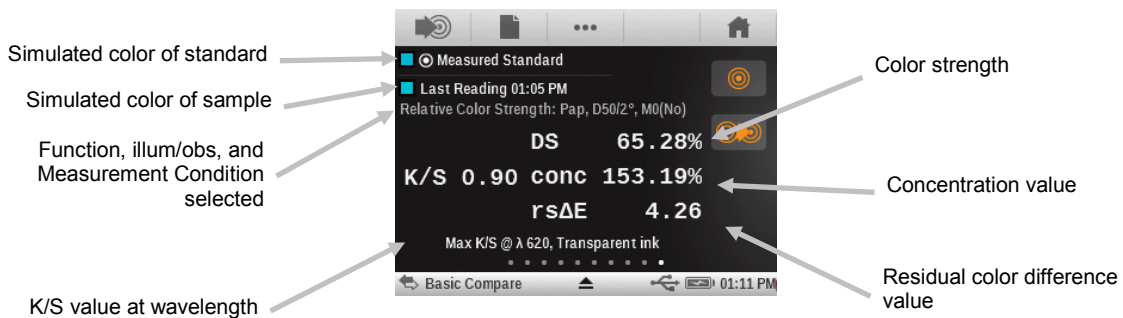 Simulated color of standard
Simulated color of sample
Function, illum/obs, and
Measurement Condition
selected
K/S value at wavelength
Measured Standard
Last Reading 01:05 PM
Relative Color Strength: Pap, D50/2°, M0(No)
DS 65.28%
K/S 0.90 conc 153.19%
rsΔE 4.26
Max K/S @ λ 620, Transparent ink
Basic Compare 01:11 PM
Color strength
Concentration value
Residual color difference
value